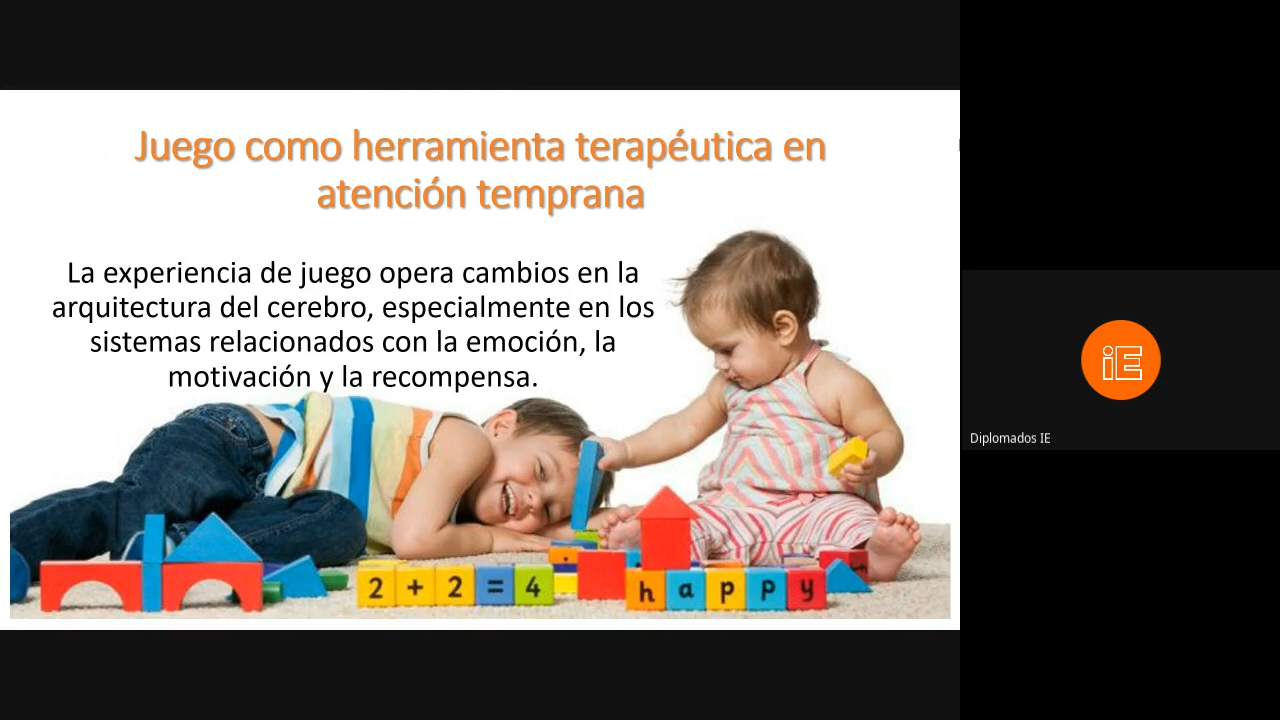 Juego como herramienta terapéutica en
atención temprana
La experiencia de juego opera cambios en la
arquitectura del cerebro, especialmente en los
sistemas relacionados con la emoción, la
motivación y la recompensa.
2 + 2 = 4
happy
iE
Diplomados IE